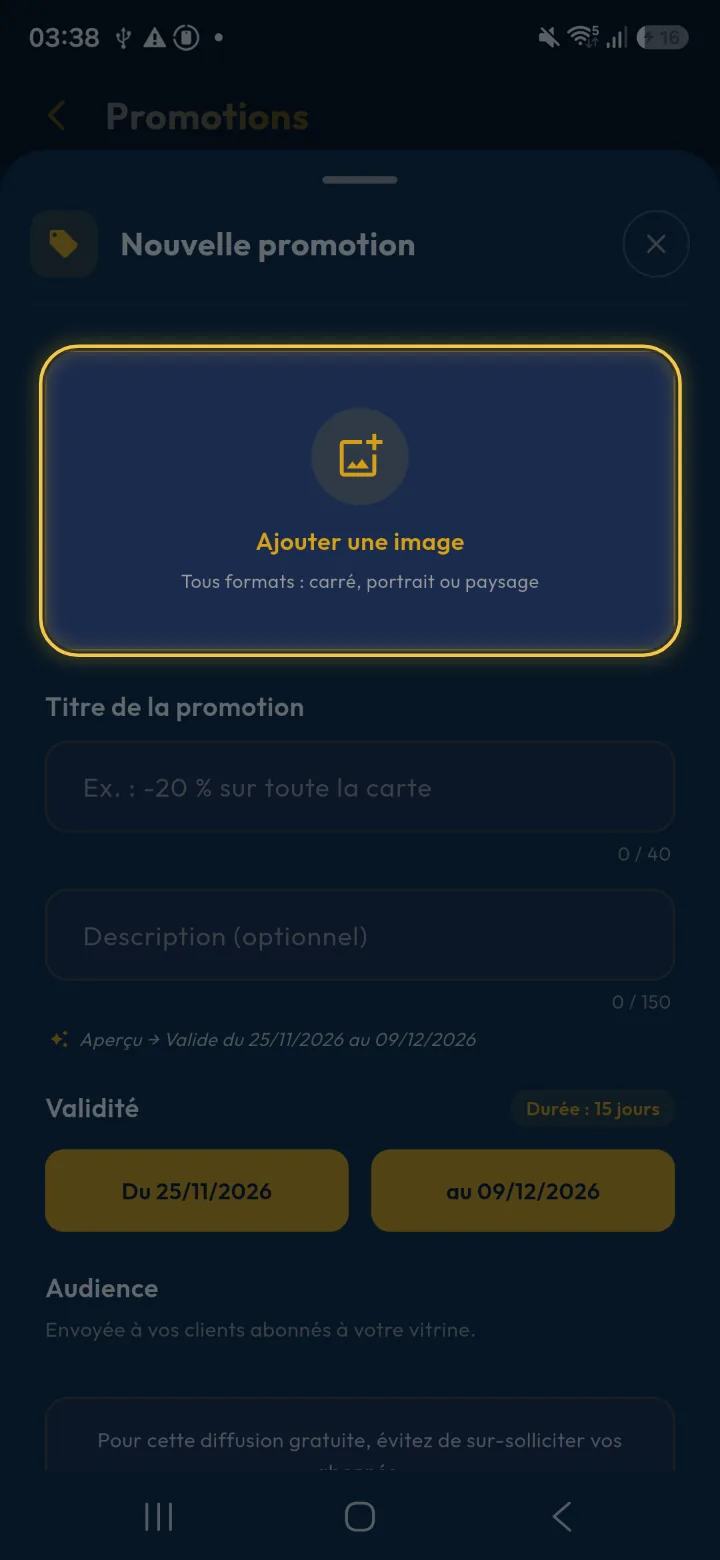 03:38
5
16
Promotions
Nouvelle promotion
Ajouter une image
Tous formats : carré, portrait ou paysage
Titre de la promotion
Ex. : -20 % sur toute la carte
0 / 40
Description (optionnel)
0 / 150
Aperçu → Valide du 25/11/2026 au 09/12/2026
Validité
Durée : 15 jours
Du 25/11/2026
au 09/12/2026
Audience
Envoyée à vos clients abonnés à votre vitrine.
Pour cette diffusion gratuite, évitez de sur-solliciter vos